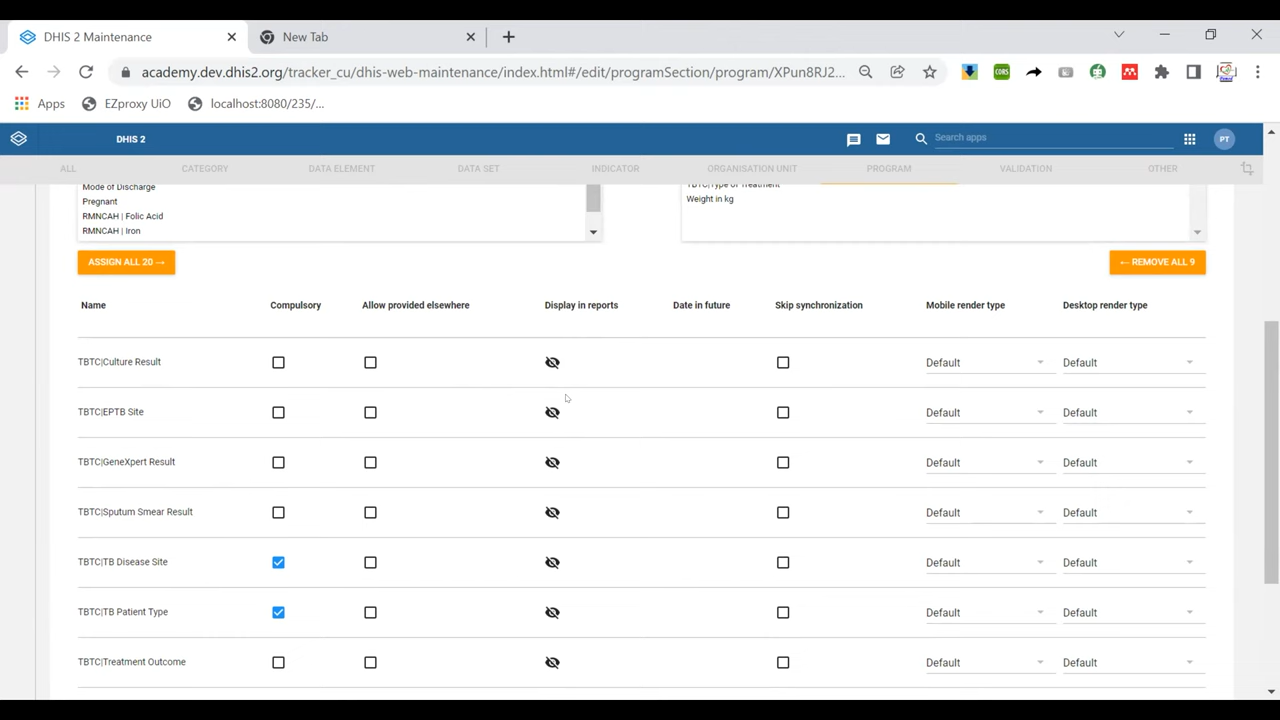 DHIS 2 Maintenance
New Tab
academy.dev.dhis2.org/tracker_cu/dhis-web-maintenance/index.html#/edit/programSection/program/XPun8RJ2...
Apps
EZproxy UiO
localhost:8080/235/...
DHIS 2
Search apps
PT
ALL
CATEGORY
DATA ELEMENT
DATA SET
INDICATOR
ORGANISATION UNIT
PROGRAM
VALIDATION
OTHER
Mode of Discharge
Pregnant
RMNCAH | Folic Acid
RMNCAH | Iron
TBTC|Type of Treatment
Weight in kg
ASSIGN ALL 20 →
← REMOVE ALL 9
Name Compulsory Allow provided elsewhere Display in reports Date in future Skip synchronization Mobile render type Desktop render type
TBTC|Culture Result Default Default
TBTC|EPTB Site Default Default
TBTC|GeneXpert Result Default Default
TBTC|Sputum Smear Result Default Default
TBTC|TB Disease Site Default Default
TBTC|TB Patient Type Default Default
TBTC|Treatment Outcome Default Default